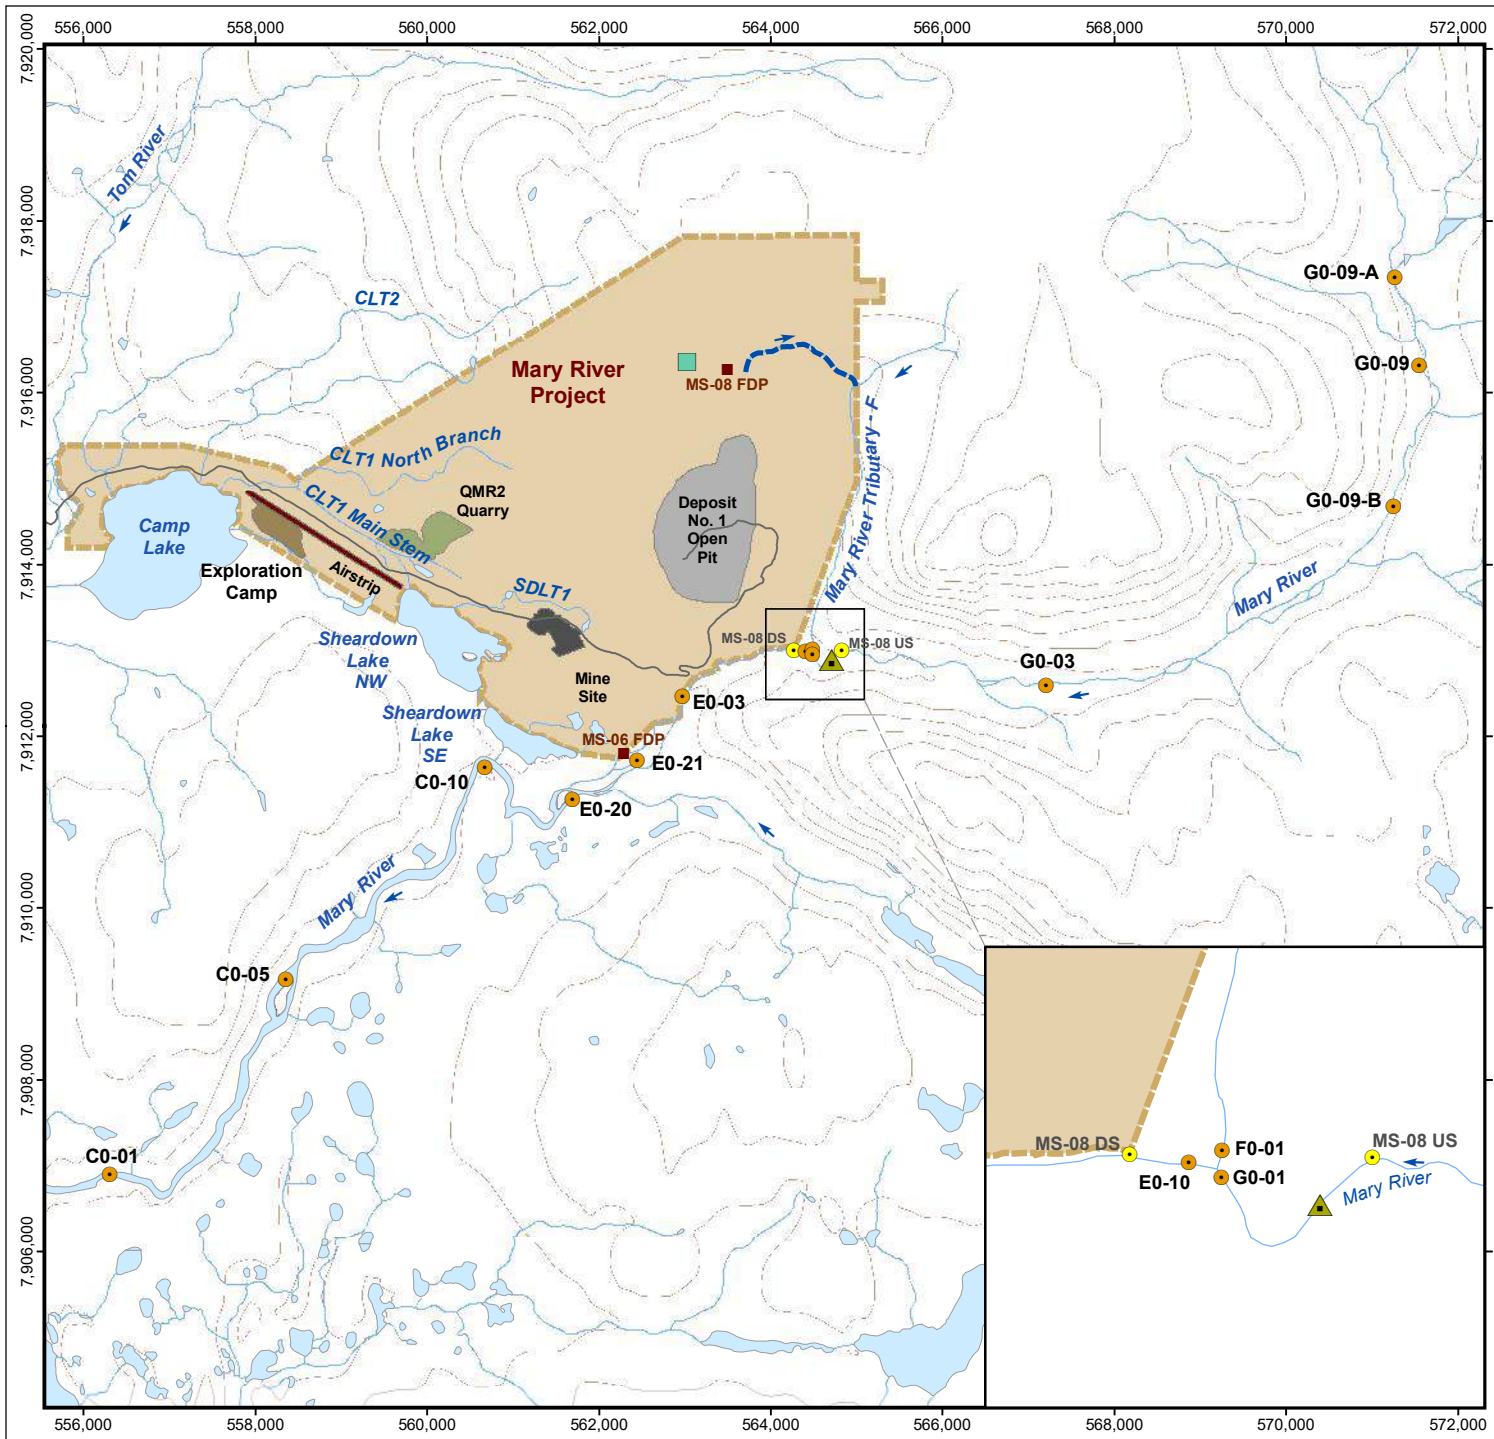 556,000 558,000 560,000 562,000 564,000 566,000 568,000 570,000 572,000
7,920,000
7,918,000
7,916,000
7,914,000
7,912,000
7,910,000
7,908,000
7,906,000
Tom River
CLT2
G0-09-A
G0-09
G0-09-B
Mary River
Project
MS-08 FDP
CLT1 North Branch
CLT1 Main Stem
QMR2
Quarry
Deposit
No. 1
Open
Pit
Mary River Tributary - F
Camp
Lake
Exploration
Camp
Airstrip
SDLT1
Mary River
Sheardown
Lake
NW
MS-08 DS
MS-08 US
G0-03
Mine
Site
E0-03
Sheardown
Lake
SE
MS-06 FDP
E0-21
C0-10
E0-20
Mary River
C0-05
C0-01
MS-08 DS
F0-01
MS-08 US
E0-10
G0-01
Mary River
556,000 558,000 560,000 562,000 564,000 566,000 568,000 570,000 572,000